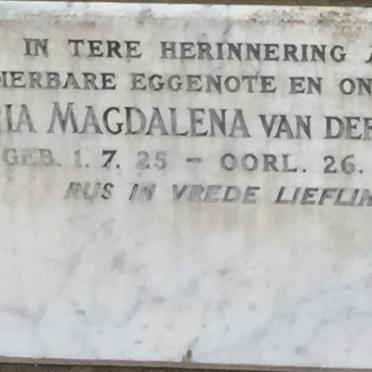 IN TERE HERINNERING A
IERBARE EGGENOTE EN ON
RIA MAGDALENA VAN DER
GEB. 1. 7. 25 - OORL. 26.
RUS IN VREDE LIEFLIN